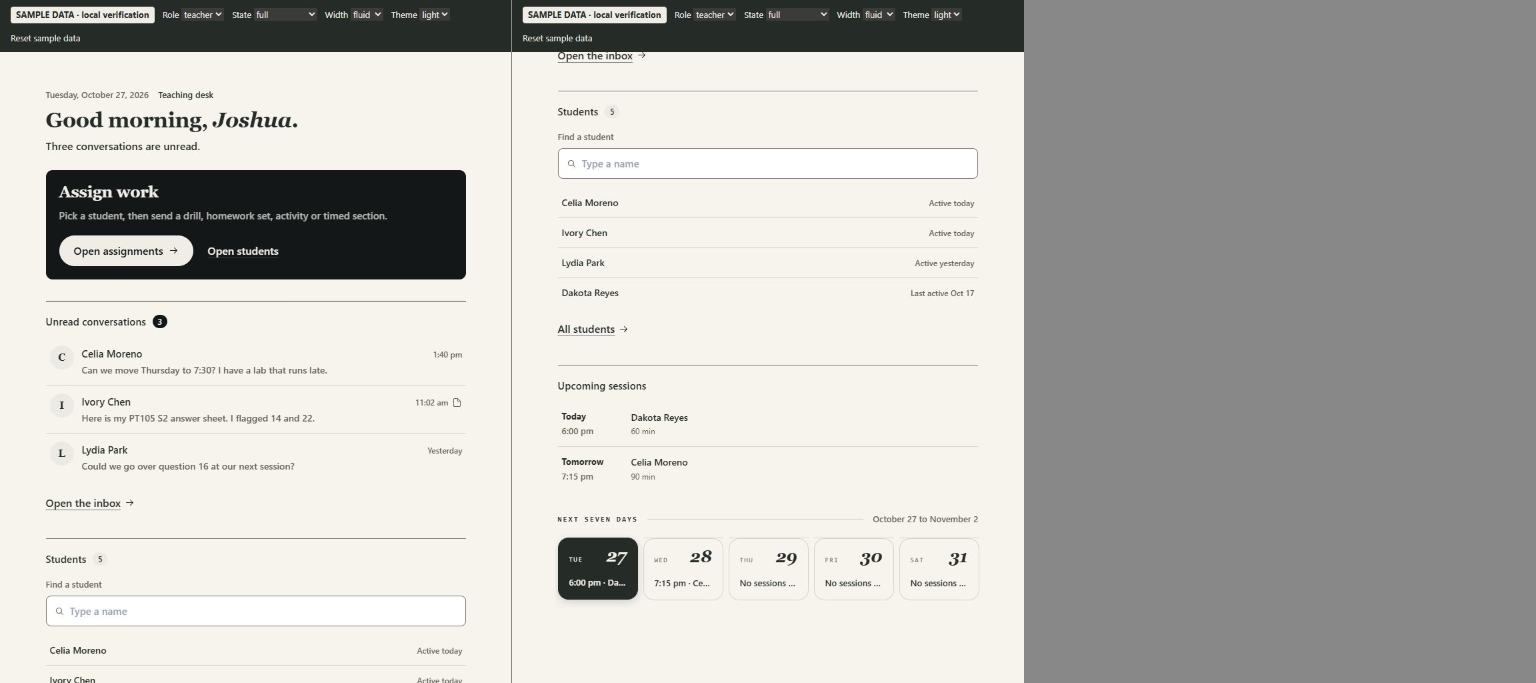 SAMPLE DATA · local verification Role teacher State full Width fluid Theme light
Reset sample data
Tuesday, October 27, 2026 Teaching desk
Good morning, Joshua.
Three conversations are unread.
Assign work
Pick a student, then send a drill, homework set, activity or timed section.
Open assignments → Open students
Unread conversations 3
C Celia Moreno 1:40 pm
Can we move Thursday to 7:30? I have a lab that runs late.
I Ivory Chen 11:02 am
Here is my PT105 S2 answer sheet. I flagged 14 and 22.
L Lydia Park Yesterday
Could we go over question 16 at our next session?
Open the inbox →
Students 5
Find a student
Type a name
Celia Moreno Active today
Ivory Chen Active today
SAMPLE DATA · local verification Role teacher State full Width fluid Theme light
Reset sample data
Open the inbox →
Students 5
Find a student
Type a name
Celia Moreno Active today
Ivory Chen Active today
Lydia Park Active yesterday
Dakota Reyes Last active Oct 17
All students →
Upcoming sessions
Today Dakota Reyes
6:00 pm 60 min
Tomorrow Celia Moreno
7:15 pm 90 min
NEXT SEVEN DAYS October 27 to November 2
TUE 27 WED 28 THU 29 FRI 30 SAT 31
6:00 pm · Da... 7:15 pm · Ce... No sessions ... No sessions ... No sessions ...